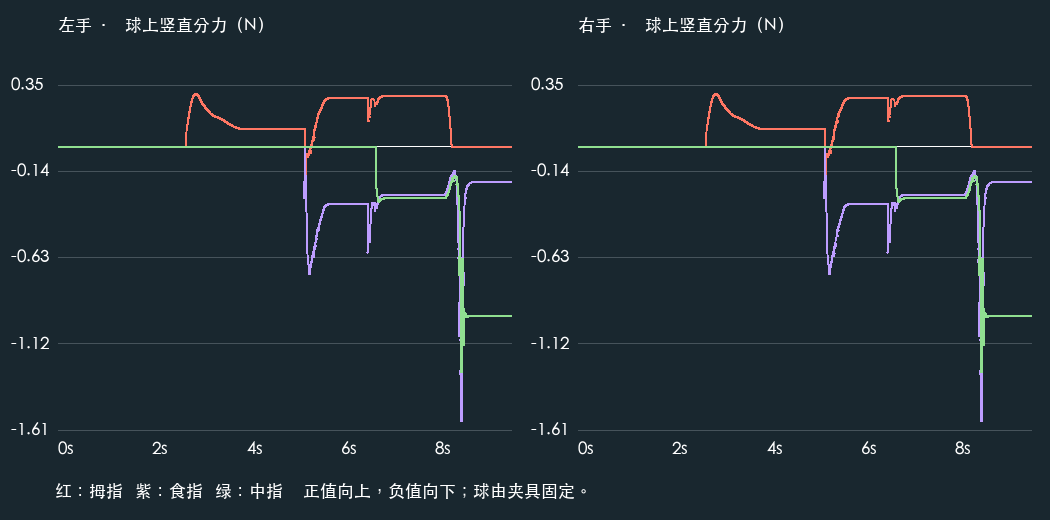 左手 · 球上竖直分力 (N)
右手 · 球上竖直分力 (N)
0.35
-0.14
-0.63
-1.12
-1.61
0s 2s 4s 6s 8s
0.35
-0.14
-0.63
-1.12
-1.61
0s 2s 4s 6s 8s
红：拇指 紫：食指 绿：中指 正值向上，负值向下；球由夹具固定。